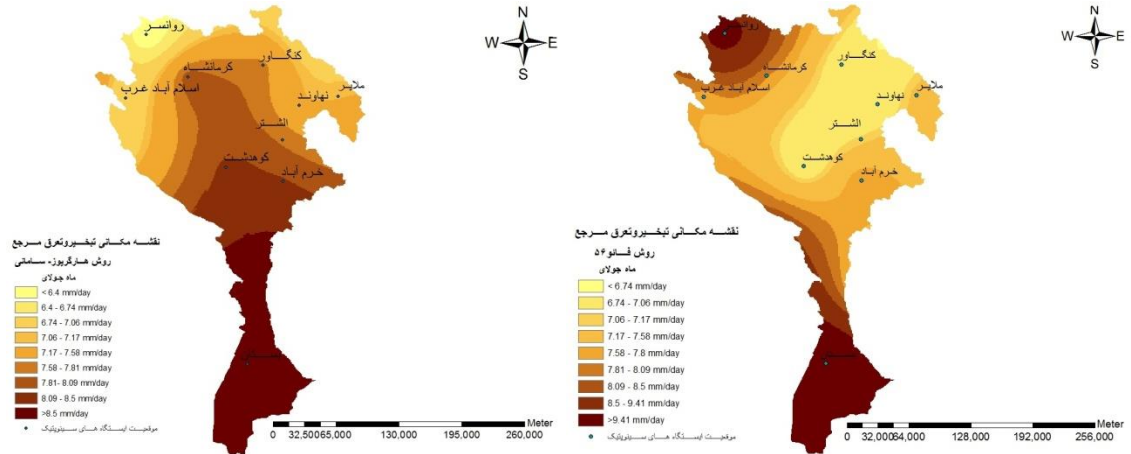 N
W E
S
روانسر
کنگاور
کرمانشاه
اسلام آباد غرب
ملایر
نهاوند
الشتر
کوهدشت
خرم آباد
نقشه مکانی تبخیروتعرق مرجع
روش هارگریوز- سامانی
ماه جولای
< 6.4 mm/day
6.4 - 6.74 mm/day
6.74 - 7.06 mm/day
7.06 - 7.17 mm/day
7.17 - 7.58 mm/day
7.58 - 7.81 mm/day
7.81- 8.09 mm/day
8.09 - 8.5 mm/day
>8.5 mm/day
موقعیت ایستگاه های سینوپتیک
Meter
0 32,50065,000 130,000 195,000 260,000
N
W E
S
روانسر
کنگاور
کرمانشاه
اسلام آباد غرب
ملایر
نهاوند
الشتر
کوهدشت
خرم آباد
نقشه مکانی تبخیروتعرق مرجع
روش فائو ۵۶
ماه جولای
< 6.74 mm/day
6.74 - 7.06 mm/day
7.06 - 7.17 mm/day
7.17 - 7.58 mm/day
7.58 - 7.8 mm/day
7.81 - 8.09 mm/day
8.09 - 8.5 mm/day
8.5 - 9.41 mm/day
>9.41 mm/day
موقعیت ایستگاه های سینوپتیک
Meter
0 32,00064,000 128,000 192,000 256,000